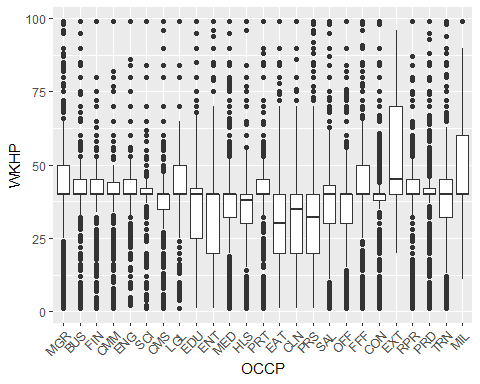 100
75
50
25
0
WKHP
MGR BUS FIN CMM ENG SCI CMS LGL EDU ENT MED HLS PRT EAT CLN PRS SAL OFF FFF CON EXT RPR PRD TRN MIL
OCCP